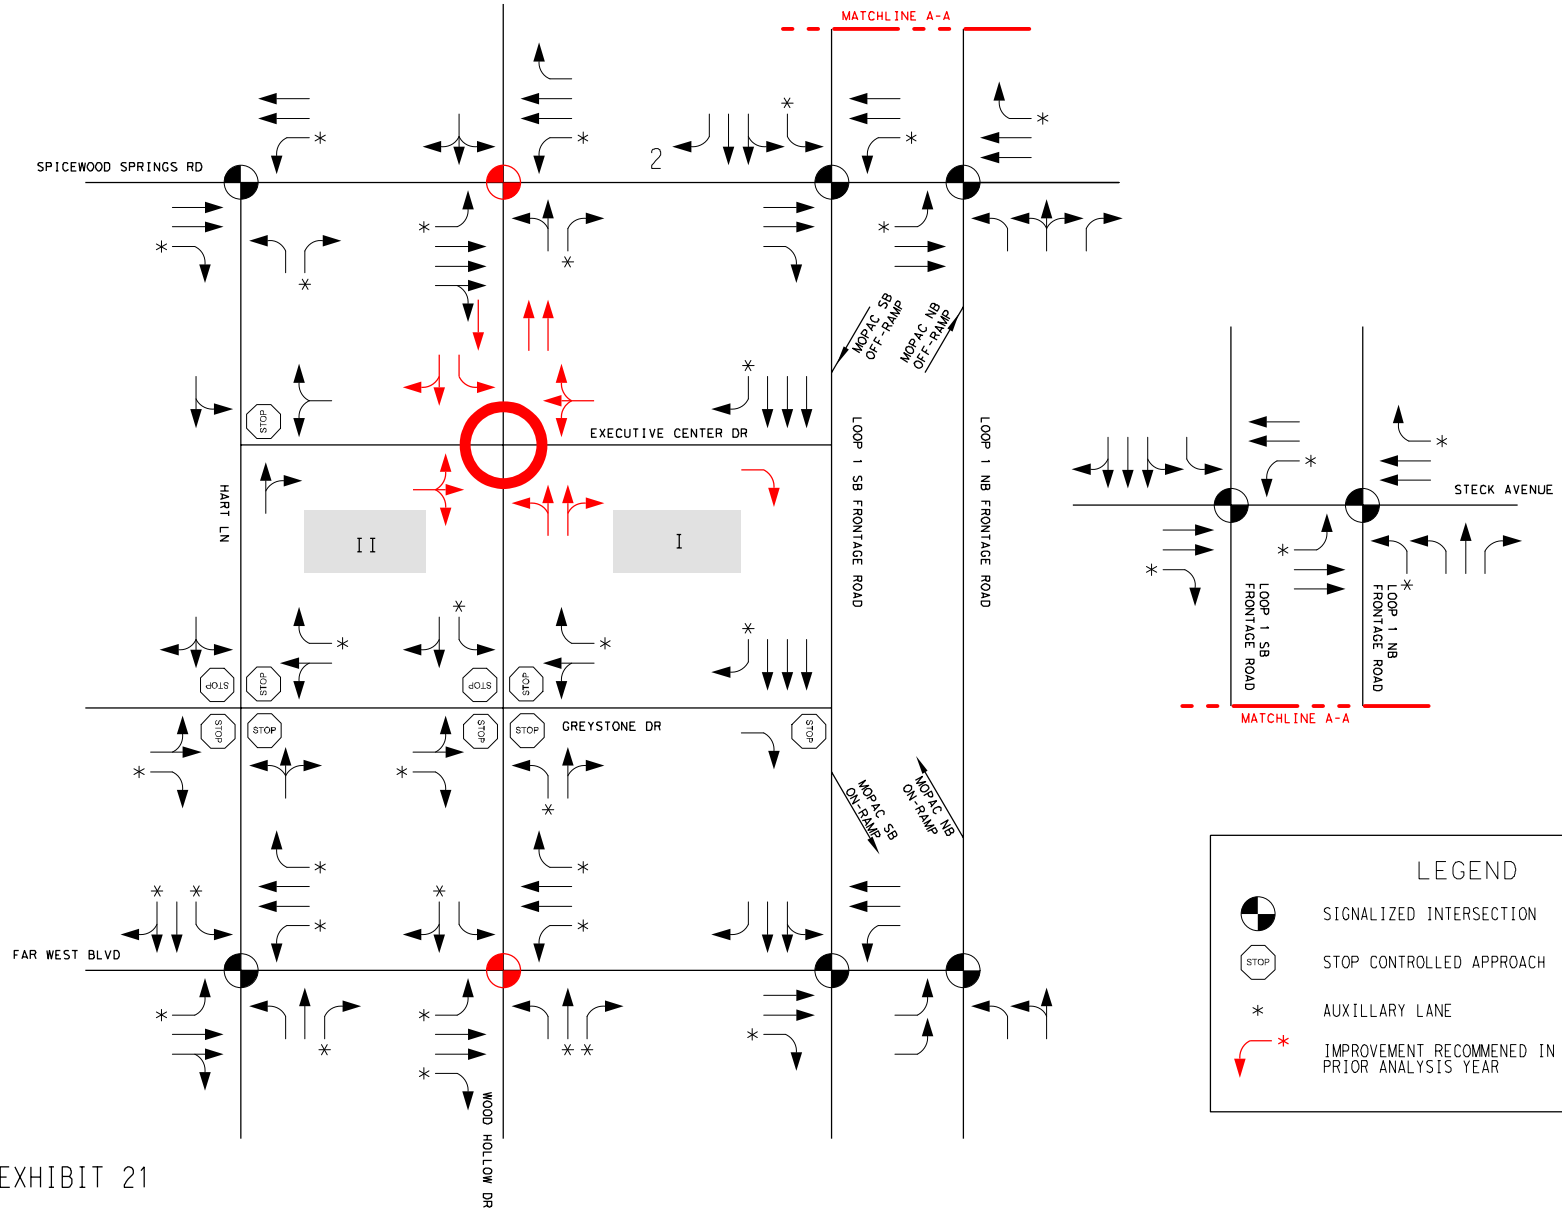 MATCHLINE A-A
2
SPICEWOOD SPRINGS RD
MOPAC SB
OFF-RAMP
MOPAC NB
OFF-RAMP
STOP
EXECUTIVE CENTER DR
LOOP 1 SB FRONTAGE ROAD
LOOP 1 NB FRONTAGE ROAD
HART LN
II
I
STECK AVENUE
LOOP 1 SB
FRONTAGE ROAD
LOOP 1 NB
FRONTAGE ROAD
MATCHLINE A-A
STOP
STOP
STOP
STOP
STOP
STOP
STOP
STOP
STOP
GREYSTONE DR
MOPAC SB
ON-RAMP
MOPAC NB
ON-RAMP
FAR WEST BLVD
WOOD HOLLOW DR
LEGEND
SIGNALIZED INTERSECTION
STOP
STOP CONTROLLED APPROACH
* AUXILLARY LANE
* IMPROVEMENT RECOMMENED IN
PRIOR ANALYSIS YEAR
EXHIBIT 21